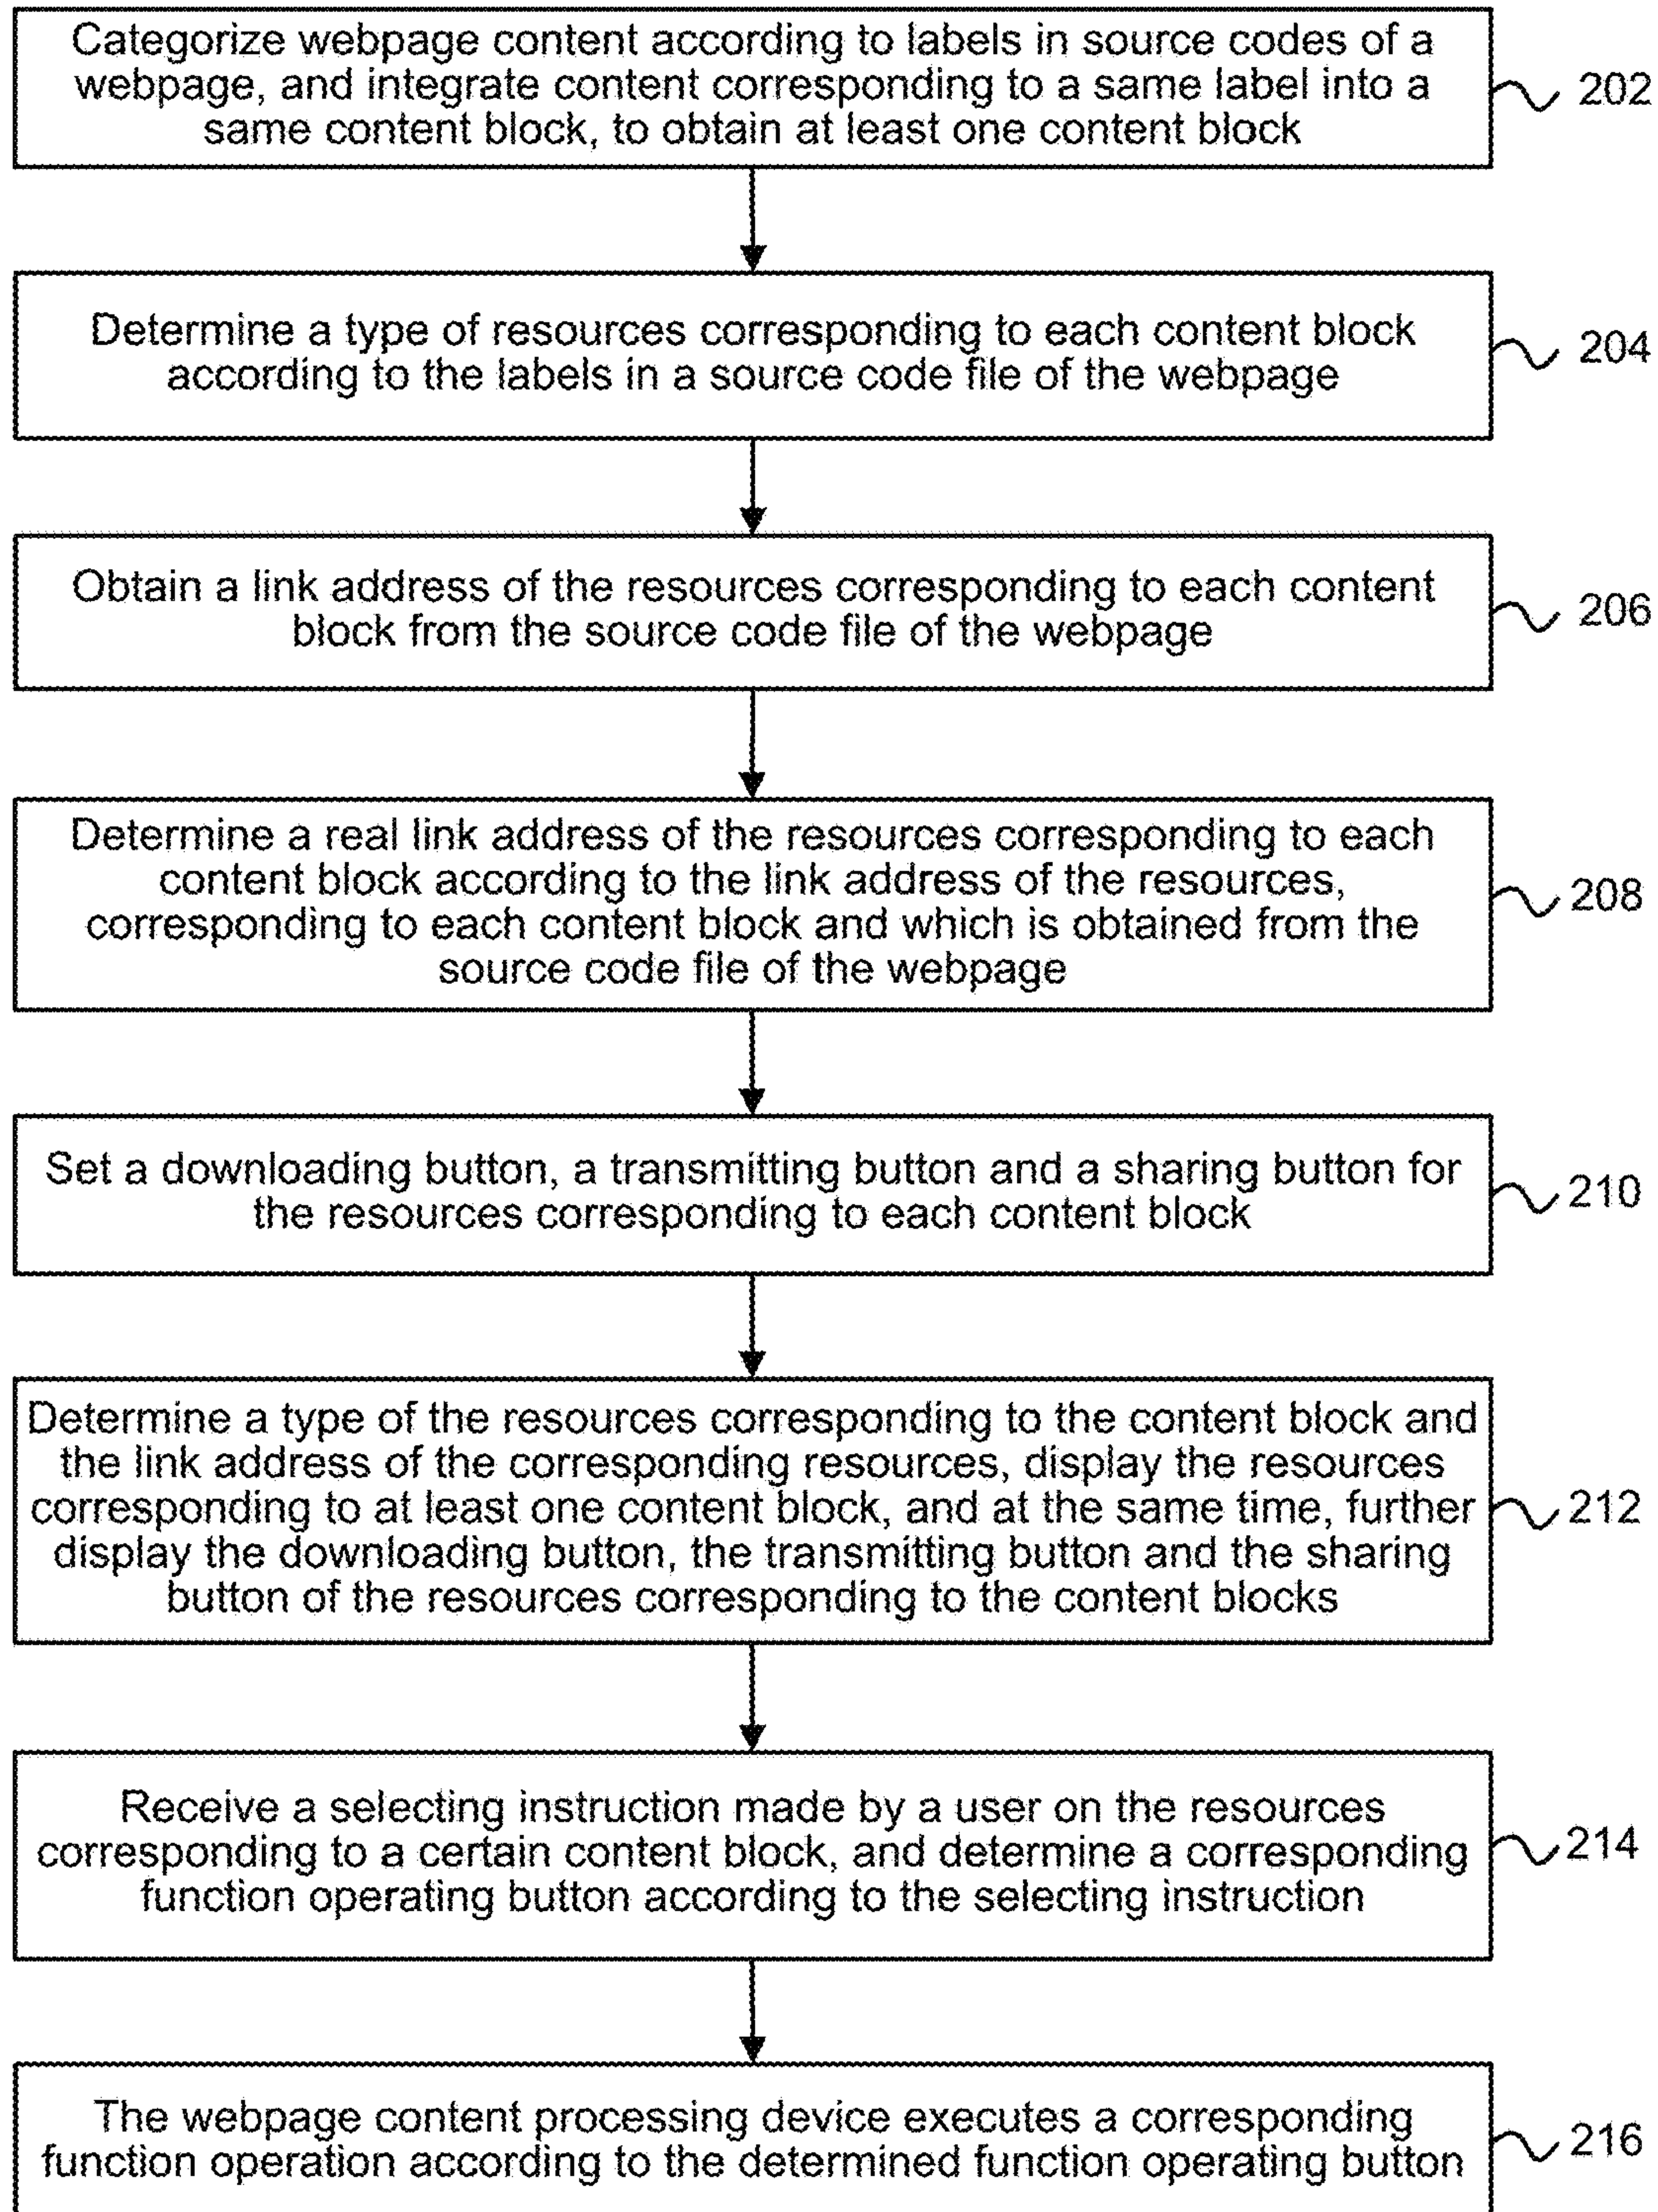 Categorize webpage content according to labels in source codes of a
webpage, and integrate content corresponding to a same label into a
same content block, to obtain at least one content block
202
Determine a type of resources corresponding to each content block
according to the labels in a source code file of the webpage
204
Obtain a link address of the resources corresponding to each content
block from the source code file of the webpage
206
Determine a real link address of the resources corresponding to each
content block according to the link address of the resources,
corresponding to each content block and which is obtained from the
source code file of the webpage
208
Set a downloading button, a transmitting button and a sharing button for
the resources corresponding to each content block
210
Determine a type of the resources corresponding to the content block and
the link address of the corresponding resources, display the resources
corresponding to at least one content block, and at the same time, further
display the downloading button, the transmitting button and the sharing
button of the resources corresponding to the content blocks
212
Receive a selecting instruction made by a user on the resources
corresponding to a certain content block, and determine a corresponding
function operating button according to the selecting instruction
214
The webpage content processing device executes a corresponding
function operation according to the determined function operating button
216